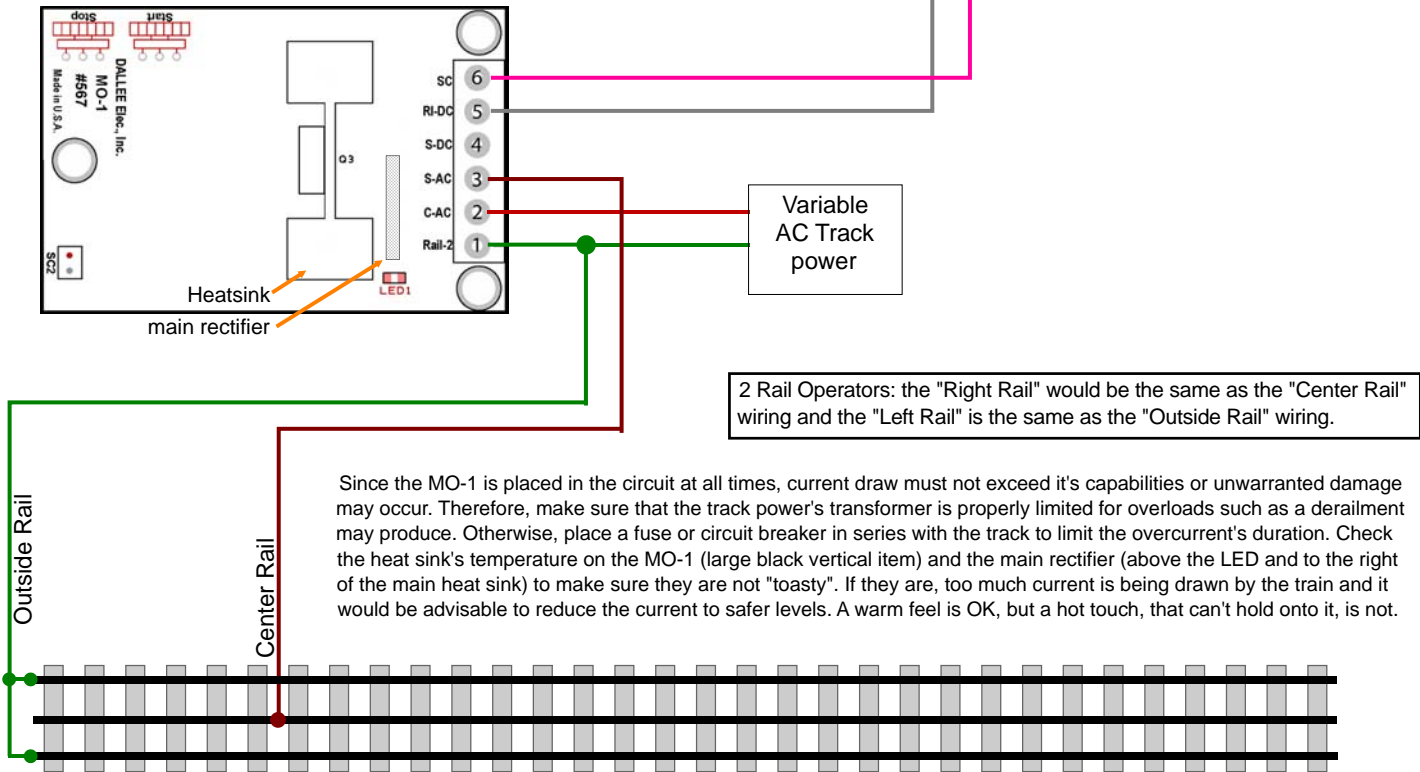 Stop
Start
DALLEE Elec., Inc.
MO-1
#567
Made in U.S.A.
SC2
Q3
LED1
SC 6
RI-DC 5
S-DC 4
S-AC 3
C-AC 2
Rail-2 1
Heatsink
main rectifier
Variable
AC Track
power
2 Rail Operators: the "Right Rail" would be the same as the "Center Rail"
wiring and the "Left Rail" is the same as the "Outside Rail" wiring.
Since the MO-1 is placed in the circuit at all times, current draw must not exceed it's capabilities or unwarranted damage
may occur. Therefore, make sure that the track power's transformer is properly limited for overloads such as a derailment
may produce. Otherwise, place a fuse or circuit breaker in series with the track to limit the overcurrent's duration. Check
the heat sink's temperature on the MO-1 (large black vertical item) and the main rectifier (above the LED and to the right
of the main heat sink) to make sure they are not "toasty". If they are, too much current is being drawn by the train and it
would be advisable to reduce the current to safer levels. A warm feel is OK, but a hot touch, that can't hold onto it, is not.
Outside Rail
Center Rail